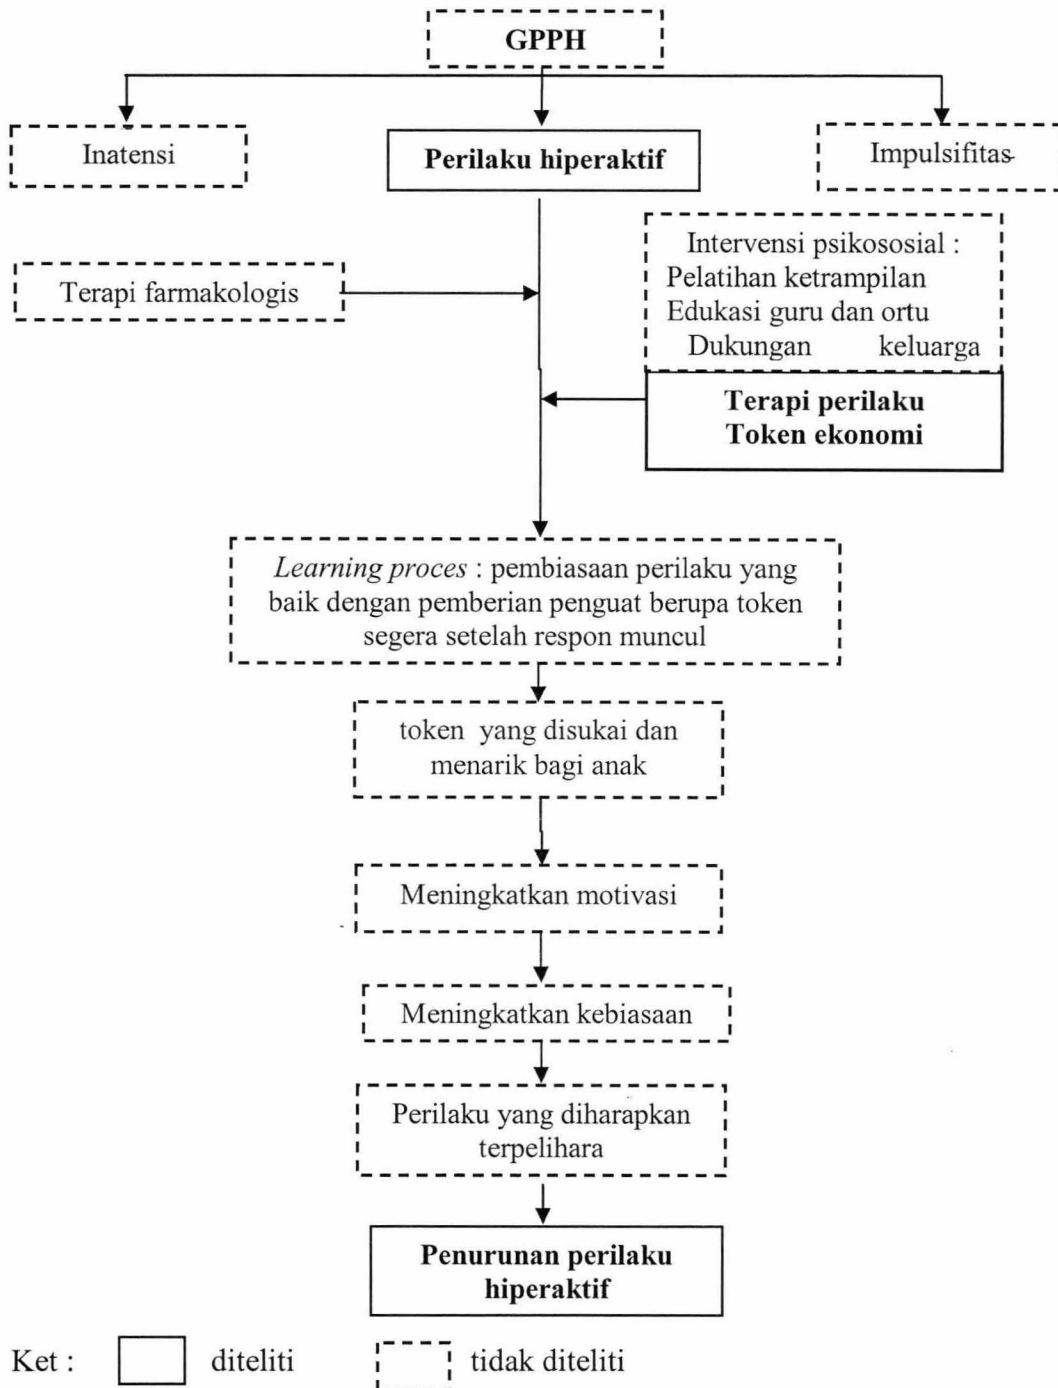 GPPH
Inatensi
Perilaku hiperaktif
Impulsifitas
Intervensi psikososial :
Pelatihan ketrampilan
Edukasi guru dan ortu
Dukungan keluarga
Terapi farmakologis
Terapi perilaku
Token ekonomi
Learning proces : pembiasaan perilaku yang
baik dengan pemberian penguat berupa token
segera setelah respon muncul
token yang disukai dan
menarik bagi anak
Meningkatkan motivasi
Meningkatkan kebiasaan
Perilaku yang diharapkan
terpelihara
Penurunan perilaku
hiperaktif
Ket : diteliti tidak diteliti